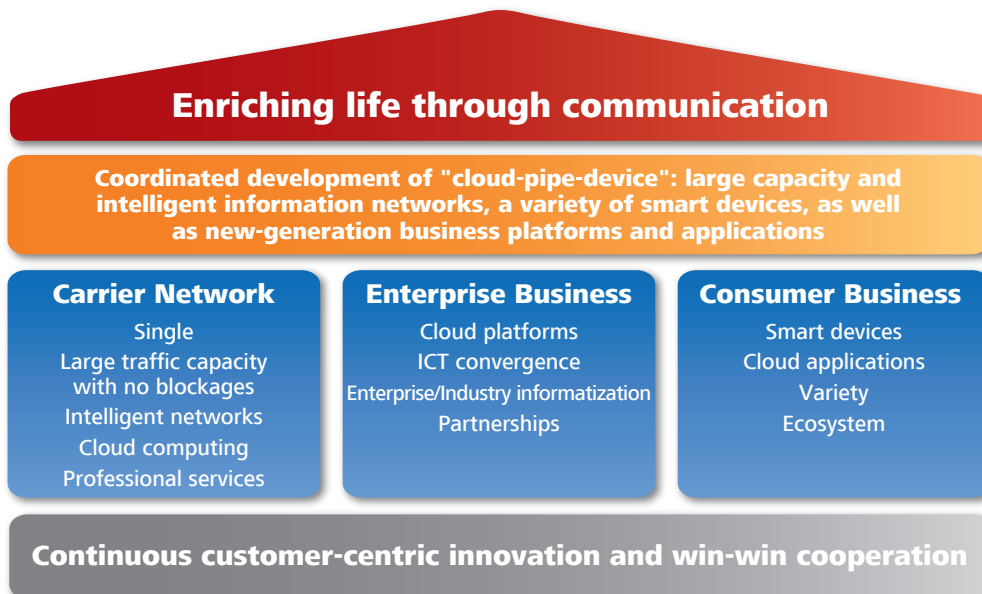 Enriching life through communication
Coordinated development of "cloud-pipe-device": large capacity and
intelligent information networks, a variety of smart devices, as well
as new-generation business platforms and applications
Carrier Network
Single
Large traffic capacity
with no blockages
Intelligent networks
Cloud computing
Professional services
Enterprise Business
Cloud platforms
ICT convergence
Enterprise/Industry informatization
Partnerships
Consumer Business
Smart devices
Cloud applications
Variety
Ecosystem
Continuous customer-centric innovation and win-win cooperation